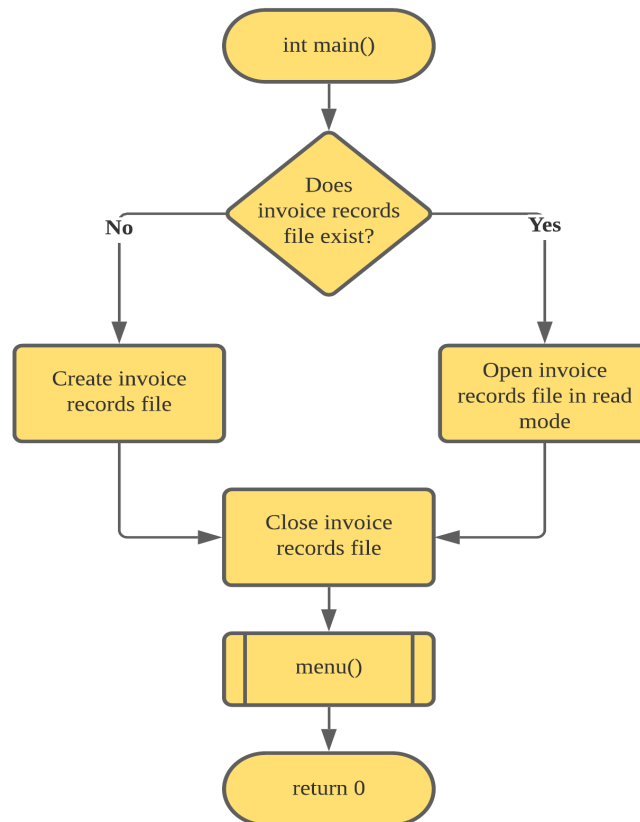 int main()
Does
invoice records
file exist?
No
Yes
Create invoice
records file
Open invoice
records file in read
mode
Close invoice
records file
menu()
return 0